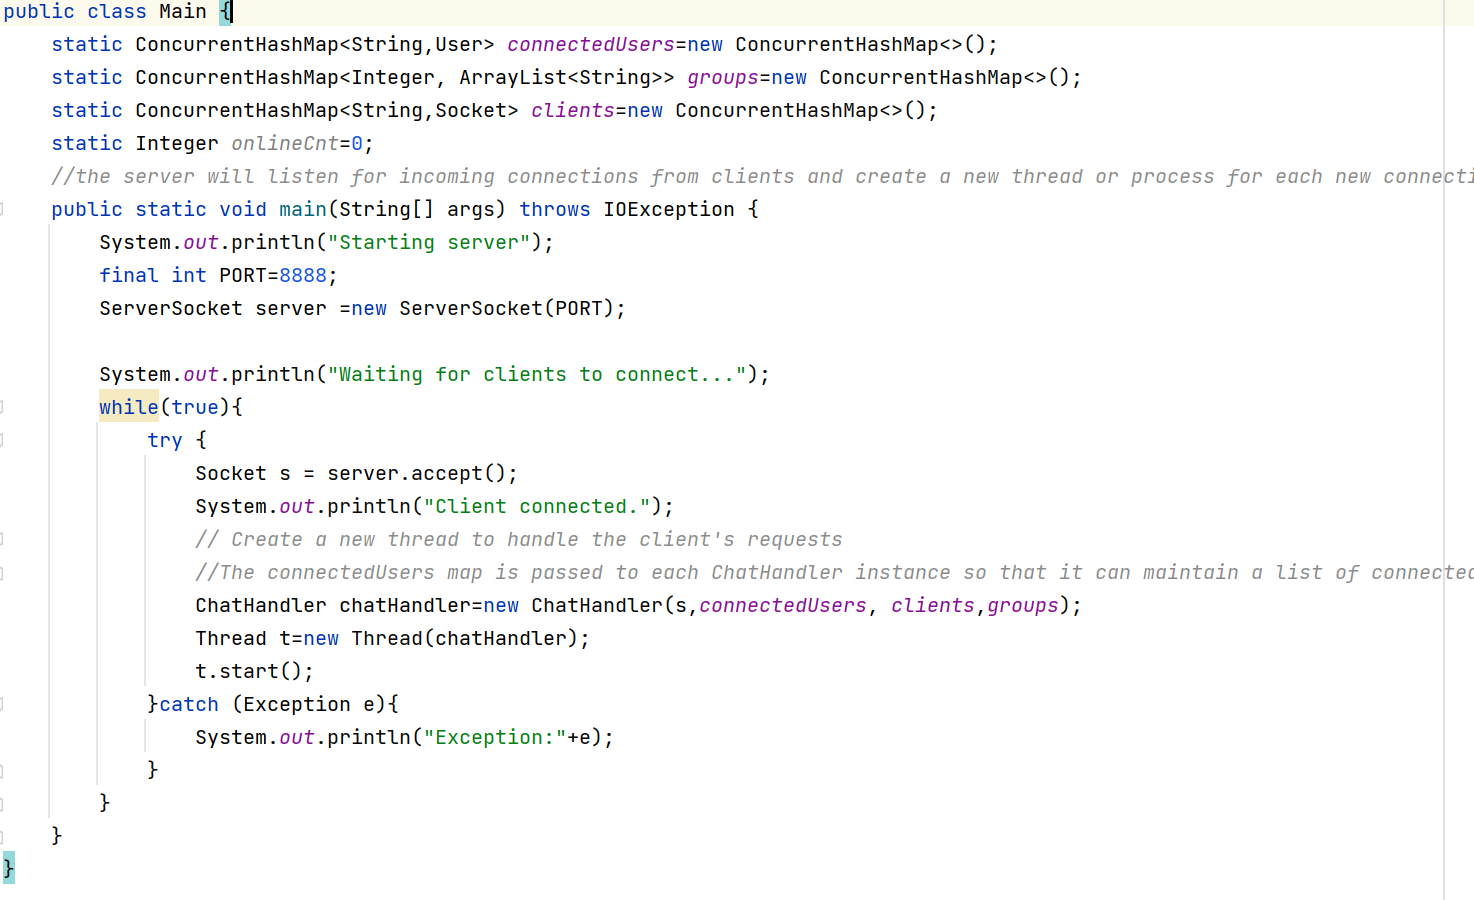 public class Main {
static ConcurrentHashMap<String,User> connectedUsers=new ConcurrentHashMap<>();
static ConcurrentHashMap<Integer, ArrayList<String>> groups=new ConcurrentHashMap<>();
static ConcurrentHashMap<String,Socket> clients=new ConcurrentHashMap<>();
static Integer onlineCnt=0;
//the server will listen for incoming connections from clients and create a new thread or process for each new connecti
public static void main(String[] args) throws IOException {
System.out.println("Starting server");
final int PORT=8888;
ServerSocket server =new ServerSocket(PORT);
System.out.println("Waiting for clients to connect...");
while(true){
try {
Socket s = server.accept();
System.out.println("Client connected.");
// Create a new thread to handle the client's requests
//The connectedUsers map is passed to each ChatHandler instance so that it can maintain a list of connected
ChatHandler chatHandler=new ChatHandler(s,connectedUsers, clients,groups);
Thread t=new Thread(chatHandler);
t.start();
}catch (Exception e){
System.out.println("Exception:"+e);
}
}
}
}